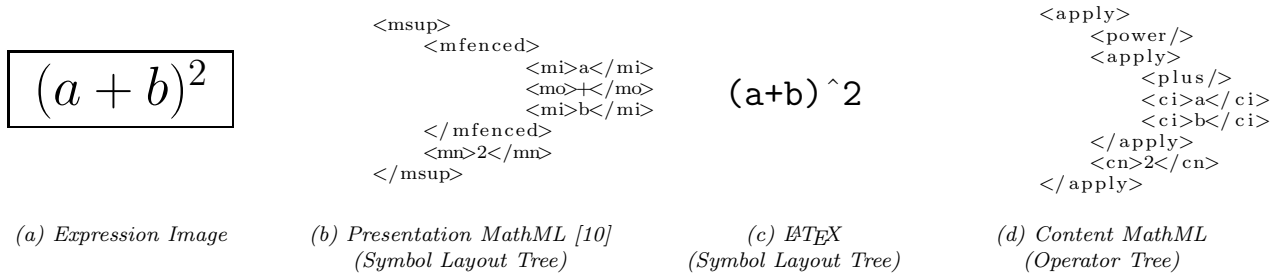 (a + b)²
(a) Expression Image
<msup>
<mfenced>
<mi>a</mi>
<mo>+</mo>
<mi>b</mi>
</mfenced>
<mn>2</mn>
</msup>
(b) Presentation MathML [10]
(Symbol Layout Tree)
(a+b)^2
(c) LATEX
(Symbol Layout Tree)
<apply>
<power/>
<apply>
<plus/>
<ci>a</ci>
<ci>b</ci>
</apply>
<cn>2</cn>
</apply>
(d) Content MathML
(Operator Tree)